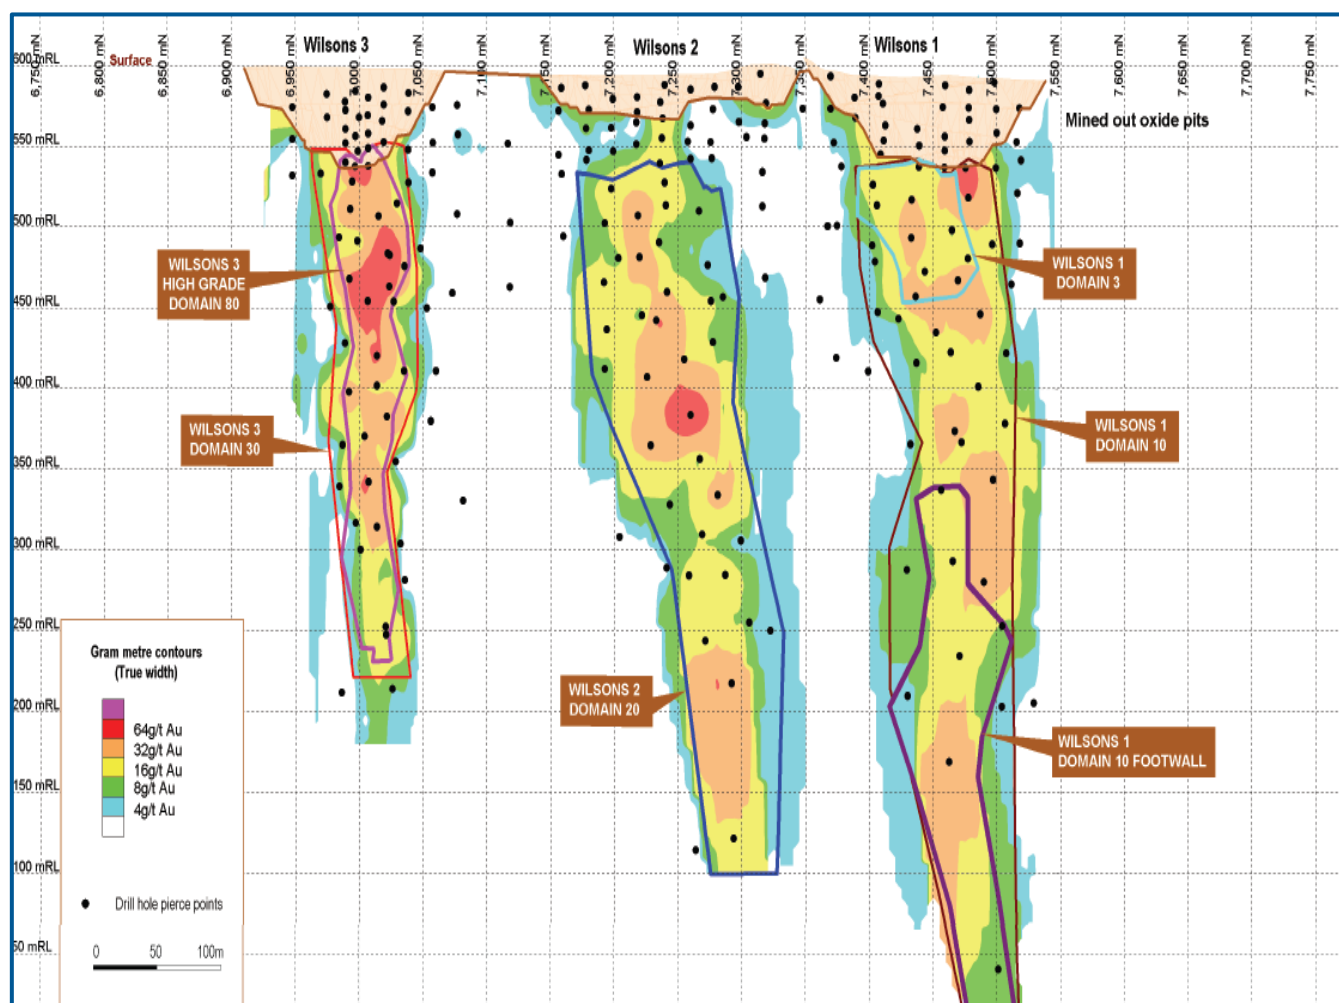 Wilsons 3
Wilsons 2
Wilsons 1
6,750 mN
6,800 mN
6,850 mN
6,900 mN
6,950 mN
7,000 mN
7,050 mN
7,100 mN
7,150 mN
7,200 mN
7,250 mN
7,300 mN
7,350 mN
7,400 mN
7,450 mN
7,500 mN
7,550 mN
7,600 mN
7,650 mN
7,700 mN
7,750 mN
600 mRL
Surface
550 mRL
Mined out oxide pits
500 mRL
WILSONS 3
HIGH GRADE
DOMAIN 80
WILSONS 1
DOMAIN 3
450 mRL
400 mRL
WILSONS 3
DOMAIN 30
WILSONS 1
DOMAIN 10
350 mRL
300 mRL
250 mRL
WILSONS 2
DOMAIN 20
200 mRL
WILSONS 1
DOMAIN 10 FOOTWALL
150 mRL
100 mRL
50 mRL
Gram metre contours
(True width)
64g/t Au
32g/t Au
16g/t Au
8g/t Au
4g/t Au
Drill hole pierce points
0 50 100m